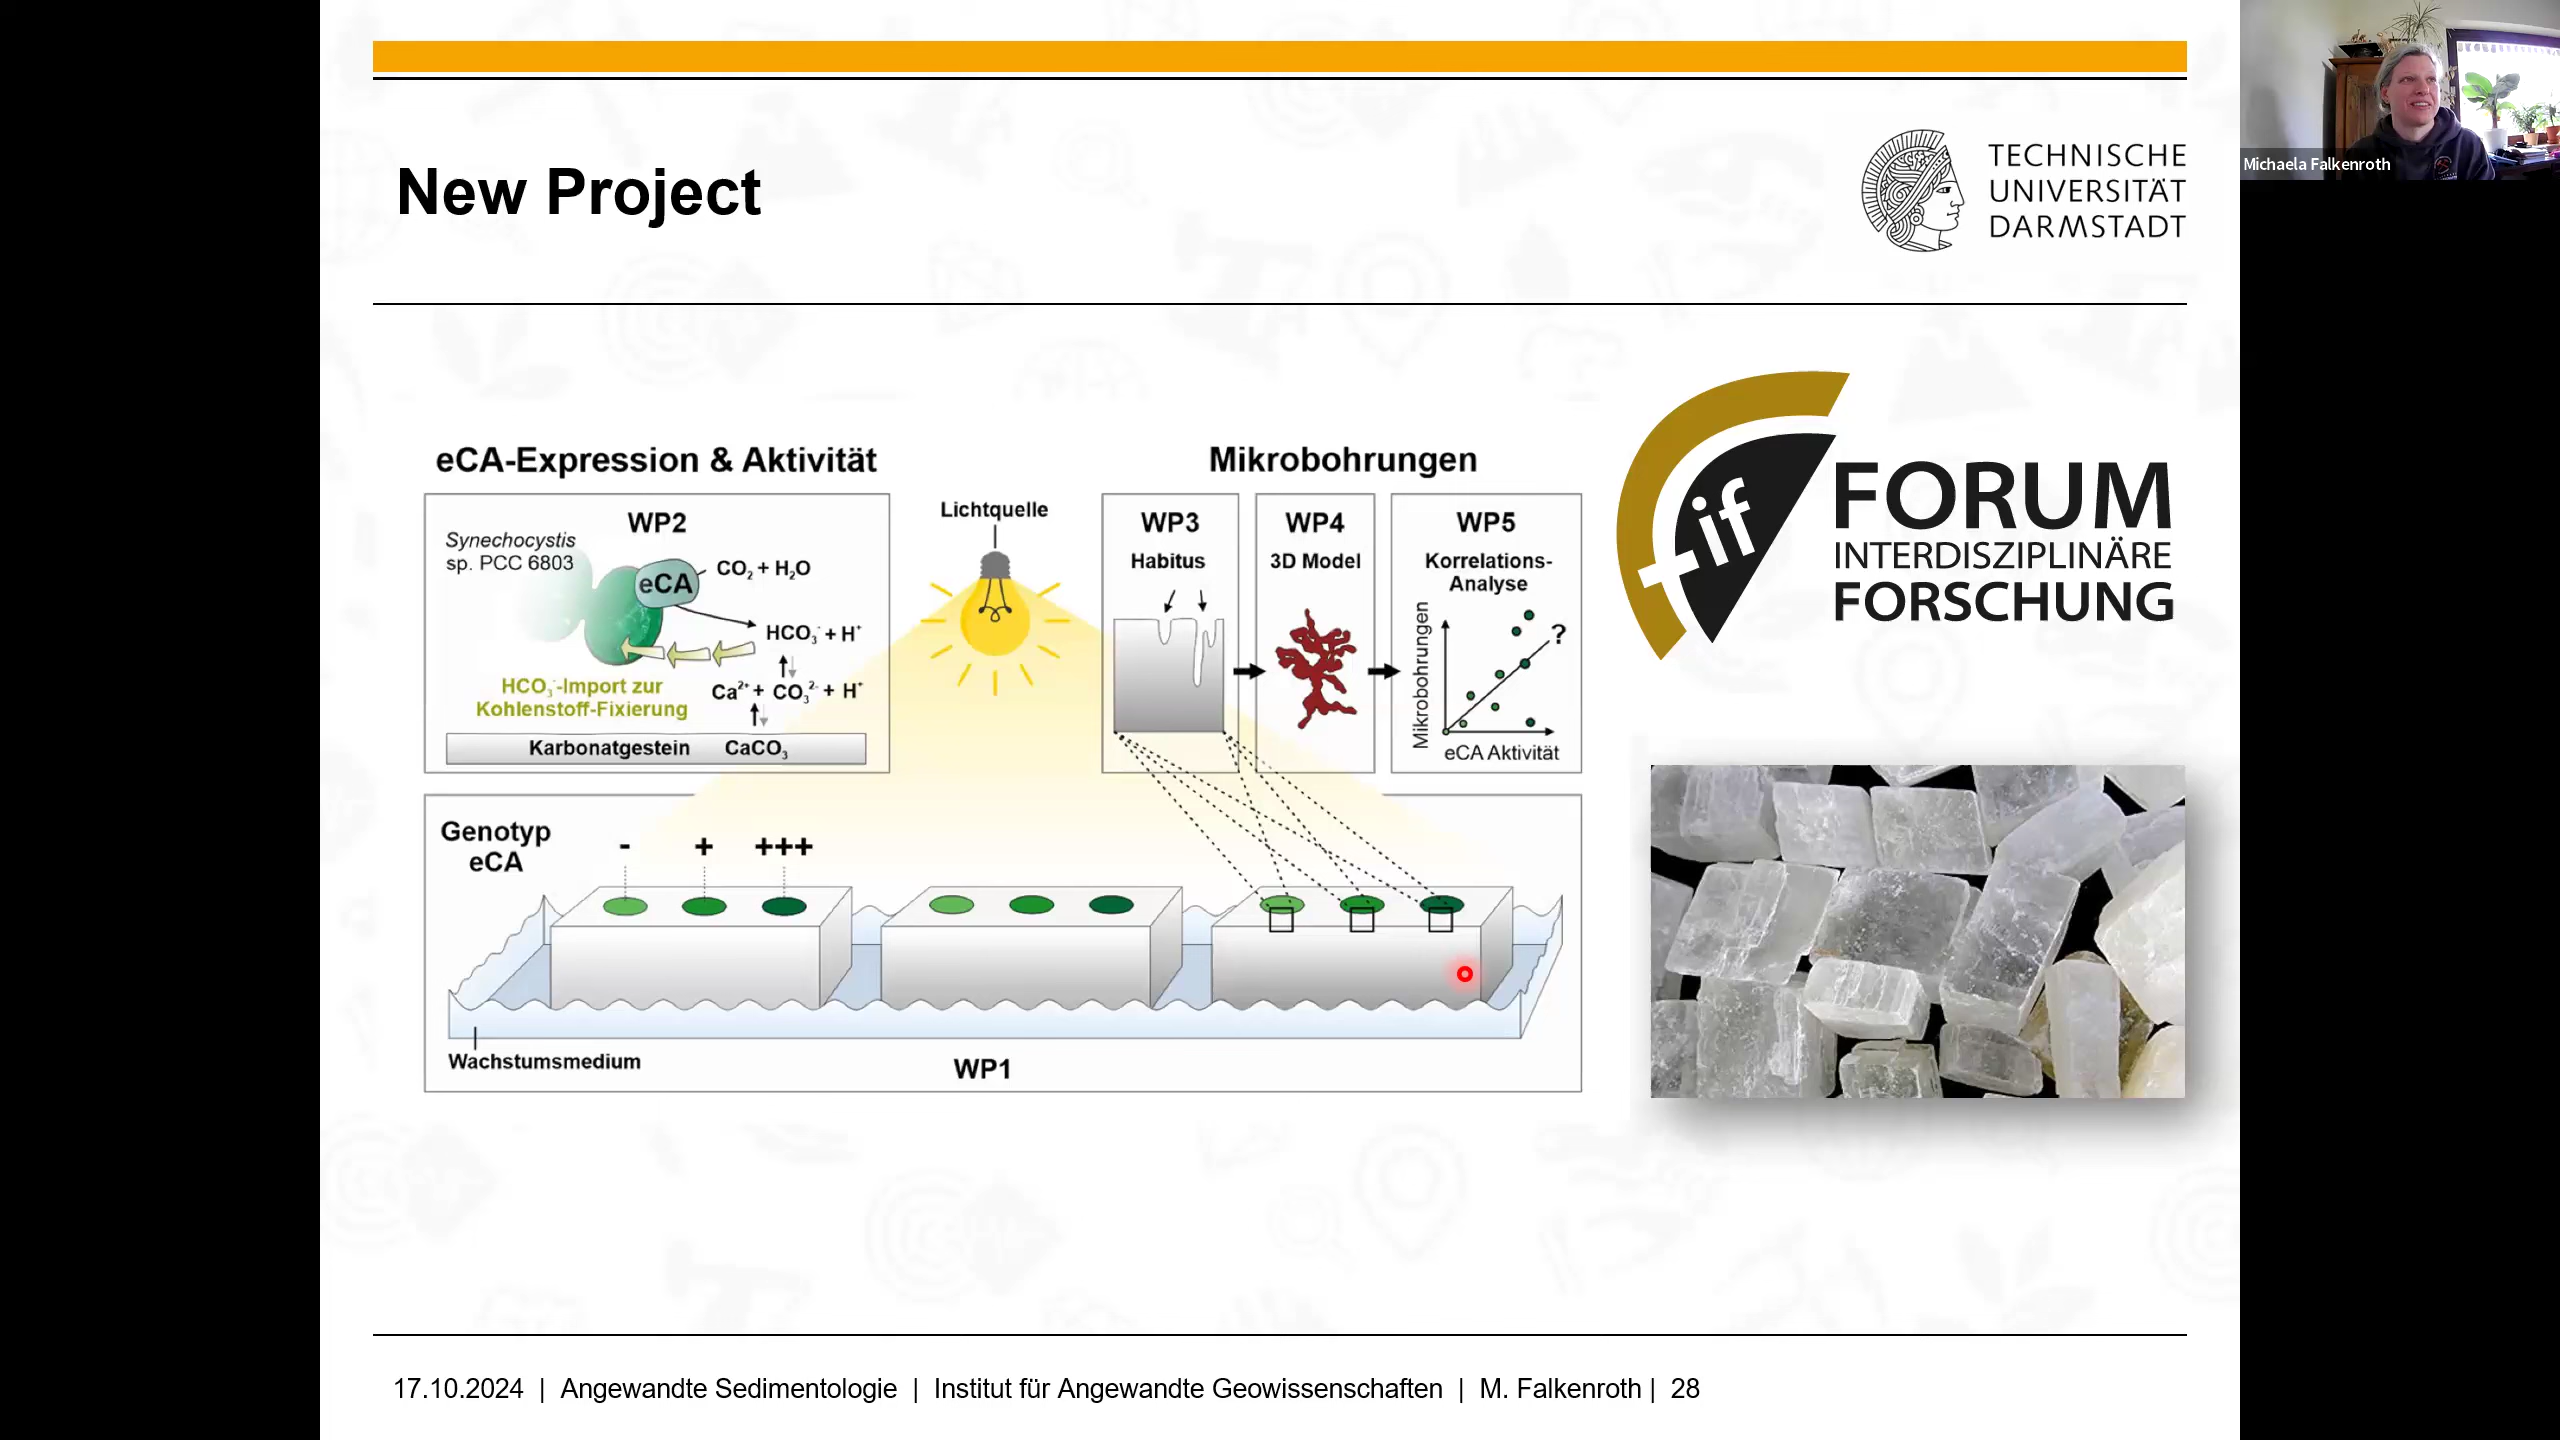 Michaela Falkenroth
New Project
TECHNISCHE
UNIVERSITÄT
DARMSTADT
eCA-Expression & Aktivität
WP2
Synechocystis
sp. PCC 6803
eCA
CO₂ + H₂O
HCO₃⁻ + H⁺
HCO₃⁻-Import zur
Kohlenstoff-Fixierung
Ca²⁺ + CO₃²⁻ + H⁺
Karbonatgestein CaCO₃
Lichtquelle
Mikrobohrungen
WP3
Habitus
WP4
3D Model
WP5
Korrelations-
Analyse
Mikrobohrungen
?
eCA Aktivität
fif
FORUM
INTERDISZIPLINÄRE
FORSCHUNG
Genotyp
eCA
- + +++
Wachstumsmedium
WP1
17.10.2024 | Angewandte Sedimentologie | Institut für Angewandte Geowissenschaften | M. Falkenroth | 28